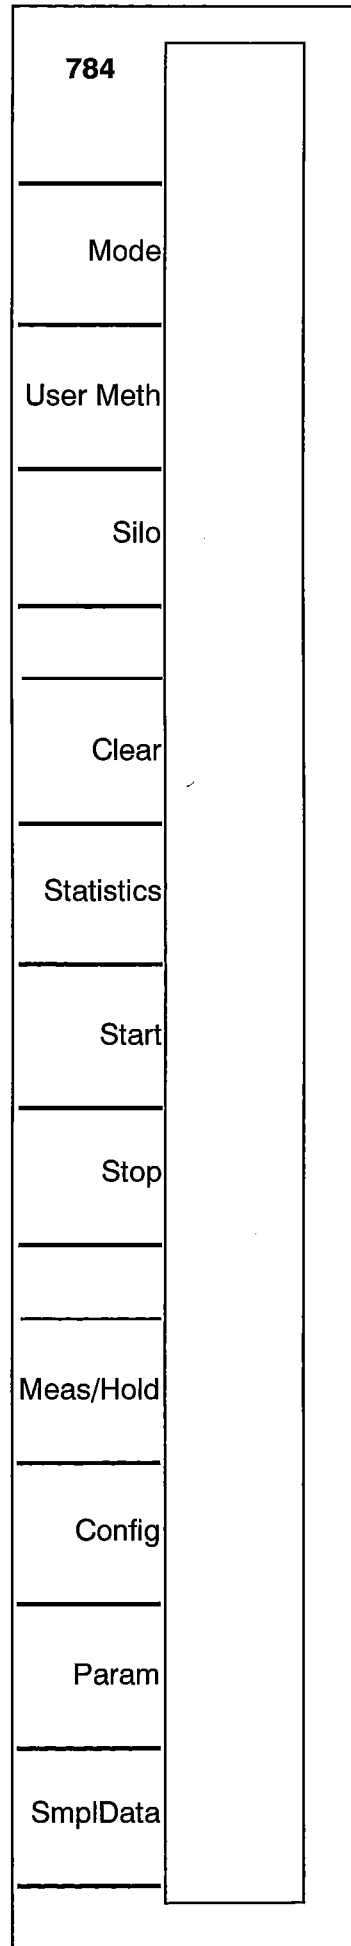 784
Mode
User Meth
Silo
Clear
Statistics
Start
Stop
Meas/Hold
Config
Param
SmplData